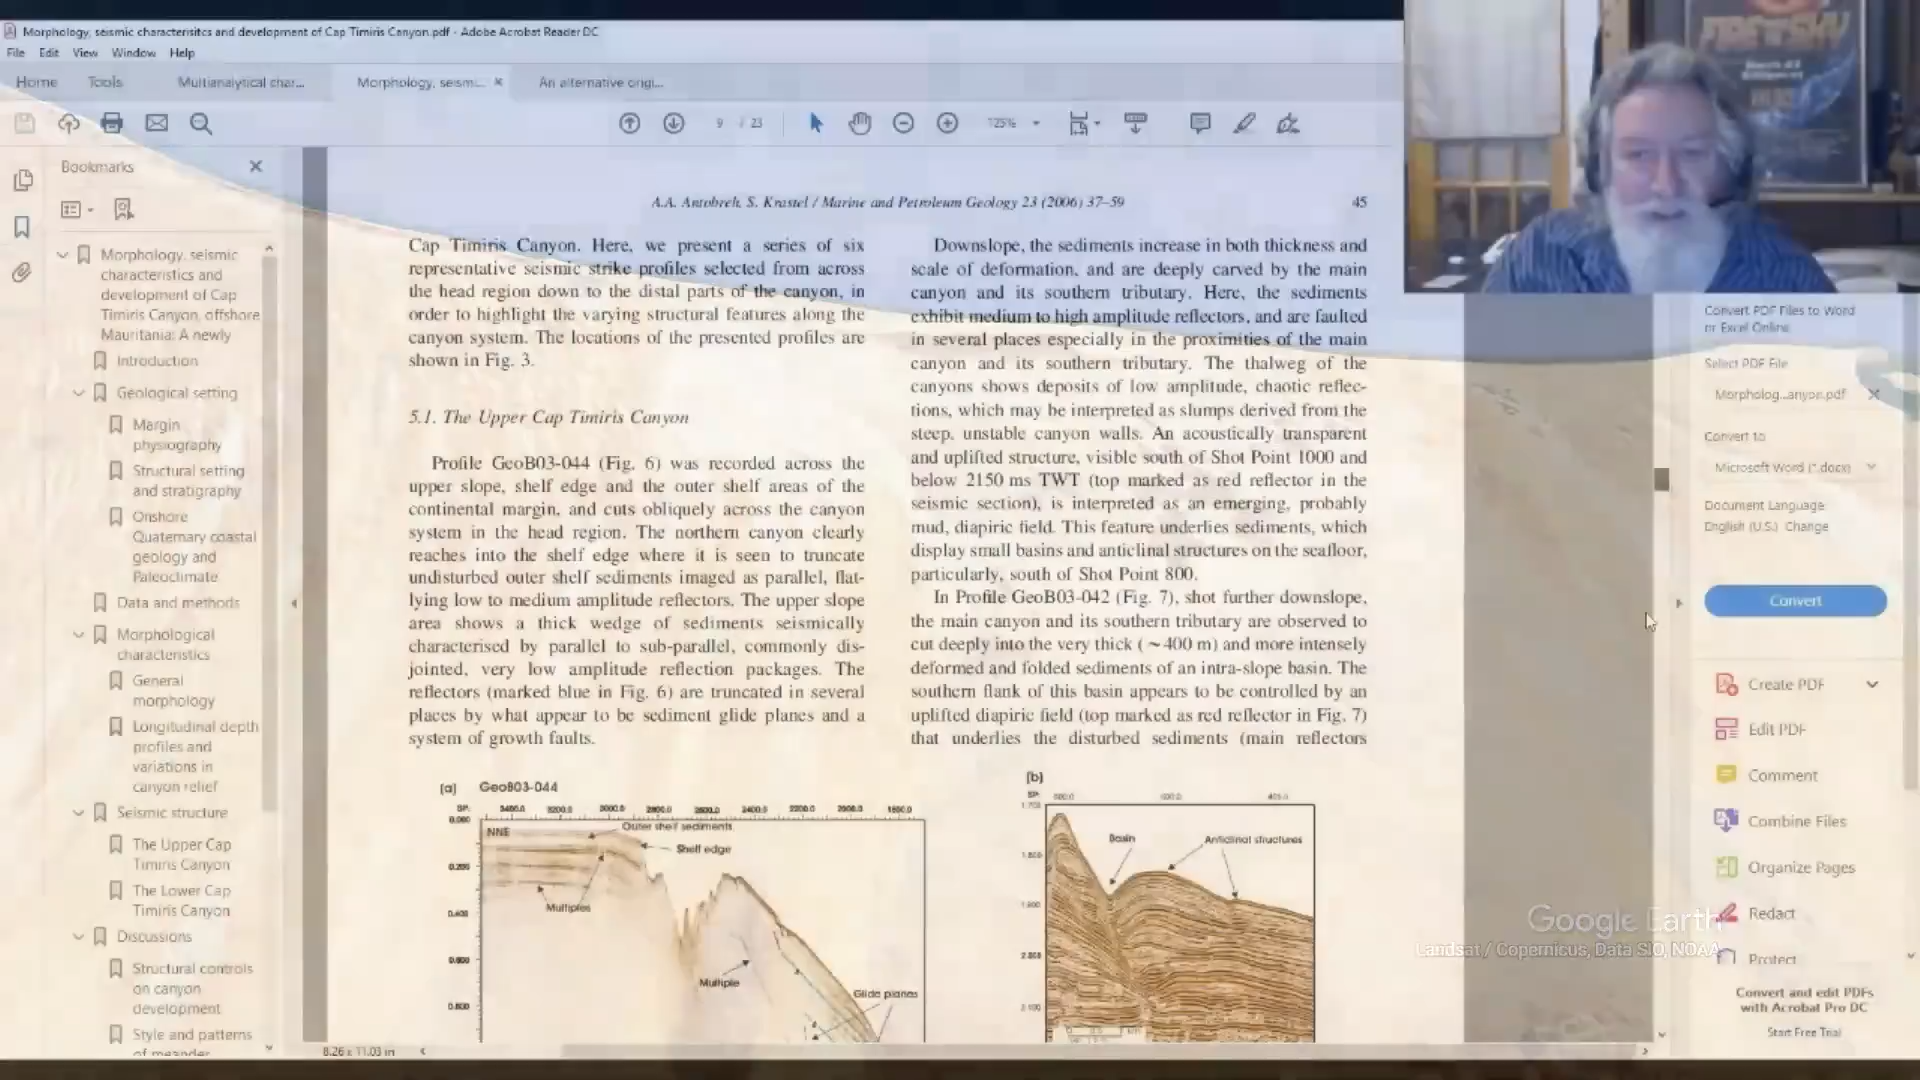 Morphology, seismic characterisitcs and development of Cap Timiris Canyon.pdf - Adobe Acrobat Reader DC
File Edit View Window Help
Home Tools Multianalytical char... Morphology, seismi... × An alternative origi...
9 / 23 125%
Bookmarks
Morphology, seismic
characteristics and
development of Cap
Timiris Canyon, offshore
Mauritania: A newly
Introduction
Geological setting
Margin
physiography
Structural setting
and stratigraphy
Onshore
Quaternary coastal
geology and
Paleoclimate
Data and methods
Morphological
characteristics
General
morphology
Longitudinal depth
profiles and
variations in
canyon relief
Seismic structure
The Upper Cap
Timiris Canyon
The Lower Cap
Timiris Canyon
Discussions
Structural controls
on canyon
development
Style and patterns
of meander
A.A. Antobreh, S. Krastel / Marine and Petroleum Geology 23 (2006) 37–59
45
Cap Timiris Canyon. Here, we present a series of six
representative seismic strike profiles selected from across
the head region down to the distal parts of the canyon, in
order to highlight the varying structural features along the
canyon system. The locations of the presented profiles are
shown in Fig. 3.
5.1. The Upper Cap Timiris Canyon
Profile GeoB03-044 (Fig. 6) was recorded across the
upper slope, shelf edge and the outer shelf areas of the
continental margin, and cuts obliquely across the canyon
system in the head region. The northern canyon clearly
reaches into the shelf edge where it is seen to truncate
undisturbed outer shelf sediments imaged as parallel, flat-
lying low to medium amplitude reflectors. The upper slope
area shows a thick wedge of sediments seismically
characterised by parallel to sub-parallel, commonly dis-
jointed, very low amplitude reflection packages. The
reflectors (marked blue in Fig. 6) are truncated in several
places by what appear to be sediment glide planes and a
system of growth faults.
Downslope, the sediments increase in both thickness and
scale of deformation, and are deeply carved by the main
canyon and its southern tributary. Here, the sediments
exhibit medium to high amplitude reflectors, and are faulted
in several places especially in the proximities of the main
canyon and its southern tributary. The thalweg of the
canyons shows deposits of low amplitude, chaotic reflec-
tions, which may be interpreted as slumps derived from the
steep, unstable canyon walls. An acoustically transparent
and uplifted structure, visible south of Shot Point 1000 and
below 2150 ms TWT (top marked as red reflector in the
seismic section), is interpreted as an emerging, probably
mud, diapiric field. This feature underlies sediments, which
display small basins and anticlinal structures on the seafloor,
particularly, south of Shot Point 800.
In Profile GeoB03-042 (Fig. 7), shot further downslope,
the main canyon and its southern tributary are observed to
cut deeply into the very thick (~400 m) and more intensely
deformed and folded sediments of an intra-slope basin. The
southern flank of this basin appears to be controlled by an
uplifted diapiric field (top marked as red reflector in Fig. 7)
that underlies the disturbed sediments (main reflectors
(a) GeoB03-044
NNE
Outer shelf sediments
Shelf edge
Multiples
Multiple
Glide planes
(b)
Basin
Anticlinal structures
8.26 x 11.03 in
Convert PDF Files to Word
or Excel Online
Select PDF File
Morpholog...anyon.pdf ×
Convert to
Microsoft Word (*.docx)
Document Language:
English (U.S.) Change
Convert
Create PDF
Edit PDF
Comment
Combine Files
Organize Pages
Redact
Protect
Convert and edit PDFs
with Acrobat Pro DC
Start Free Trial
Google Earth
Landsat / Copernicus, Data SIO, NOAA